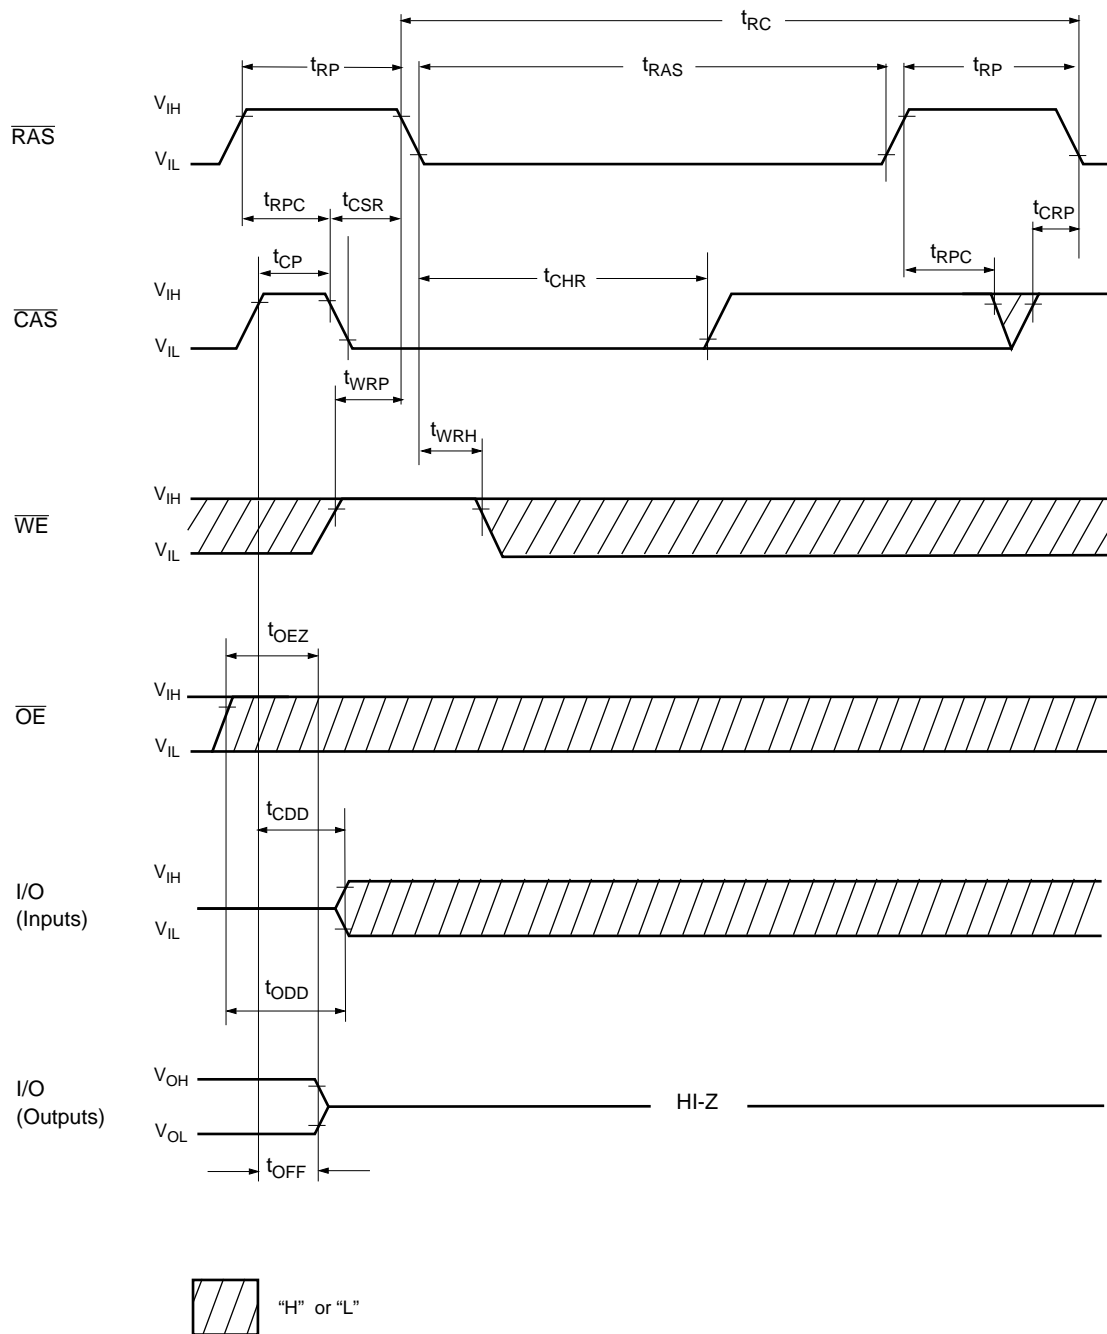 tRC
tRP tRAS tRP
VIH
RAS
VIL
tRPC tCSR tCRP
tCP tCHR tRPC
VIH
CAS
VIL
tWRP
tWRH
VIH
WE
VIL
tOEZ
VIH
OE
VIL
tCDD
VIH
I/O
(Inputs)
VIL
tODD
VOH
I/O
(Outputs)
HI-Z
VOL
tOFF
“H” or “L”